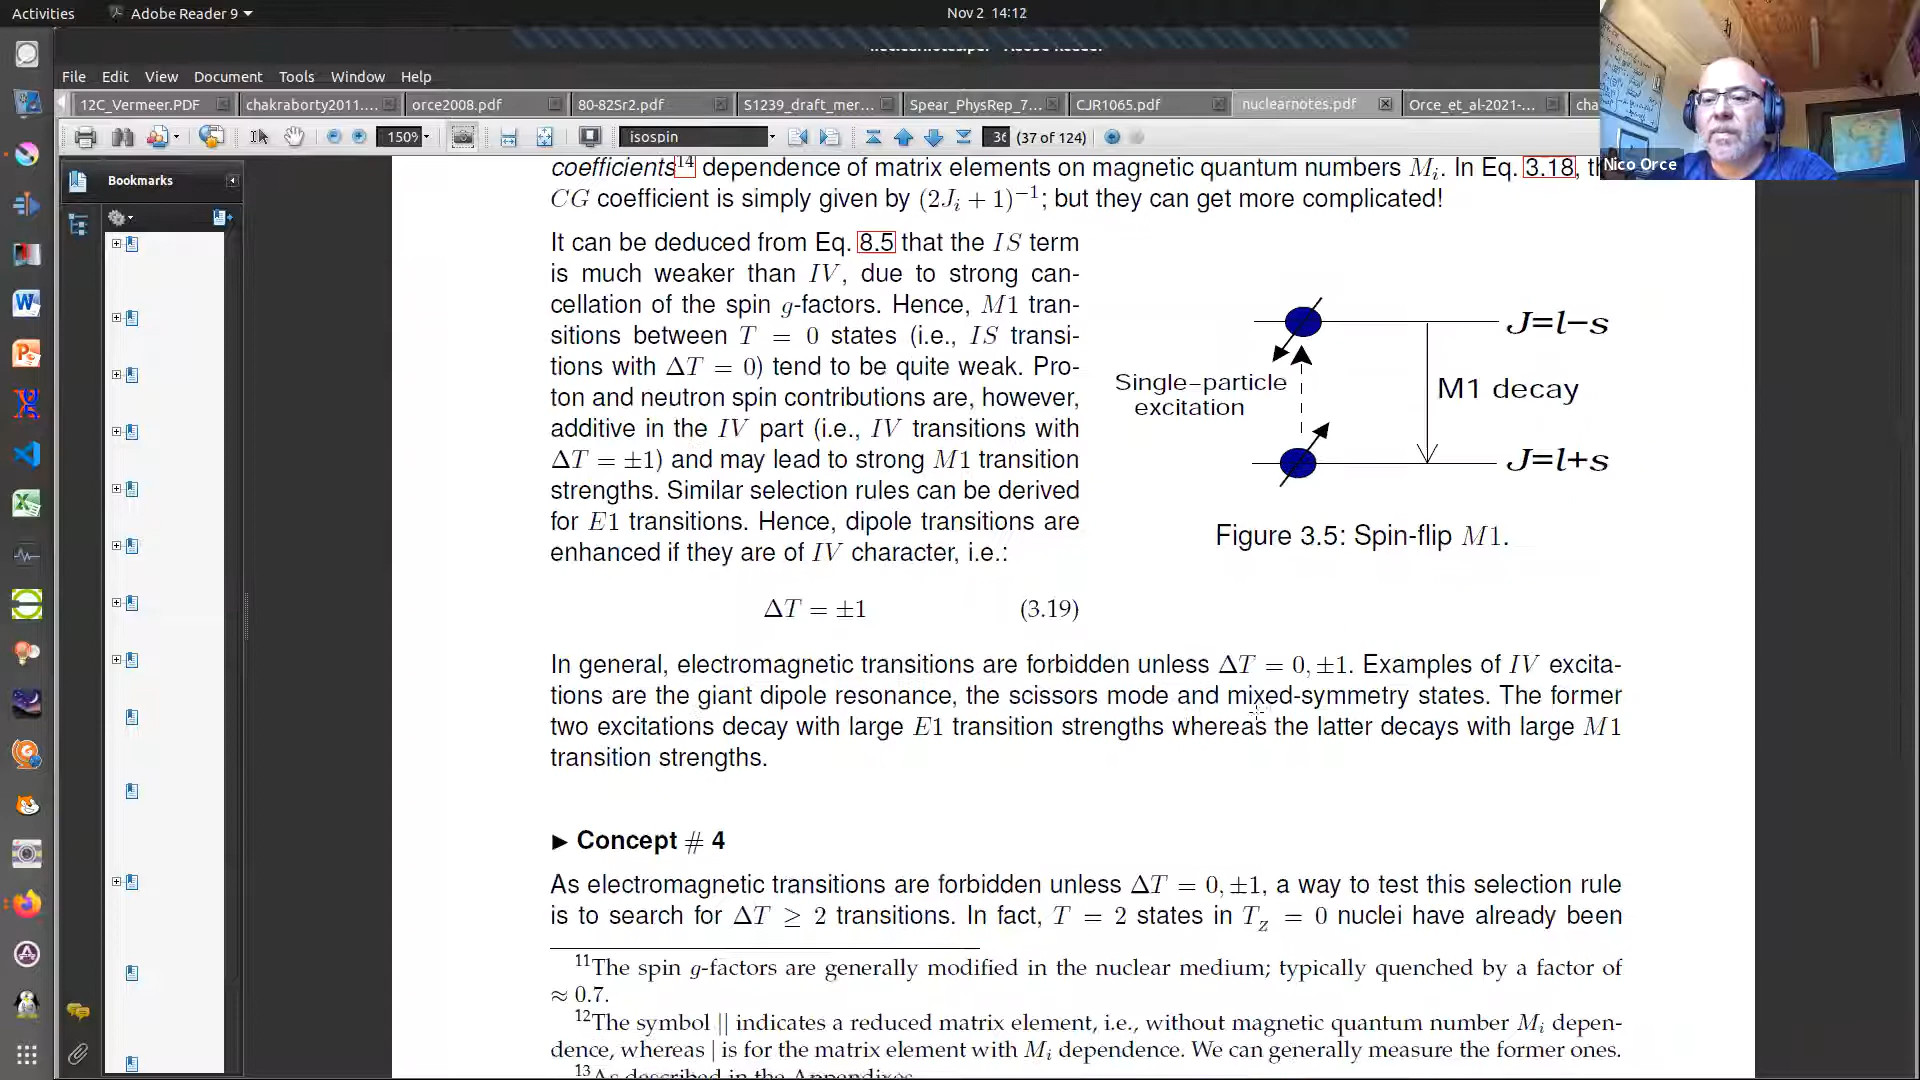 Activities
Adobe Reader 9
Nov 2 14:12
File Edit View Document Tools Window Help
12C_Vermeer.PDF
chakraborty2011....
orce2008.pdf
80-82Sr2.pdf
S1239_draft_mer...
Spear_PhysRep_7...
CJR1065.pdf
nuclearnotes.pdf
Orce_et_al-2021-...
cha
150%
isospin
36 (37 of 124)
Nico Orce
Bookmarks
coefficients14 dependence of matrix elements on magnetic quantum numbers Mi. In Eq. 3.18,
CG coefficient is simply given by (2Ji + 1)−1; but they can get more complicated!
It can be deduced from Eq. 8.5 that the IS term
is much weaker than IV, due to strong can-
cellation of the spin g-factors. Hence, M1 tran-
sitions between T = 0 states (i.e., IS transi-
tions with ΔT = 0) tend to be quite weak. Pro-
ton and neutron spin contributions are, however,
additive in the IV part (i.e., IV transitions with
ΔT = ±1) and may lead to strong M1 transition
strengths. Similar selection rules can be derived
for E1 transitions. Hence, dipole transitions are
enhanced if they are of IV character, i.e.:
ΔT = ±1 (3.19)
J=l−s
Single−particle
excitation
M1 decay
J=l+s
Figure 3.5: Spin-flip M1.
In general, electromagnetic transitions are forbidden unless ΔT = 0, ±1. Examples of IV excita-
tions are the giant dipole resonance, the scissors mode and mixed-symmetry states. The former
two excitations decay with large E1 transition strengths whereas the latter decays with large M1
transition strengths.
► Concept # 4
As electromagnetic transitions are forbidden unless ΔT = 0, ±1, a way to test this selection rule
is to search for ΔT ≥ 2 transitions. In fact, T = 2 states in Tz = 0 nuclei have already been
11The spin g-factors are generally modified in the nuclear medium; typically quenched by a factor of
≈ 0.7.
12The symbol || indicates a reduced matrix element, i.e., without magnetic quantum number Mi depen-
dence, whereas | is for the matrix element with Mi dependence. We can generally measure the former ones.
13As described in the Appendixes